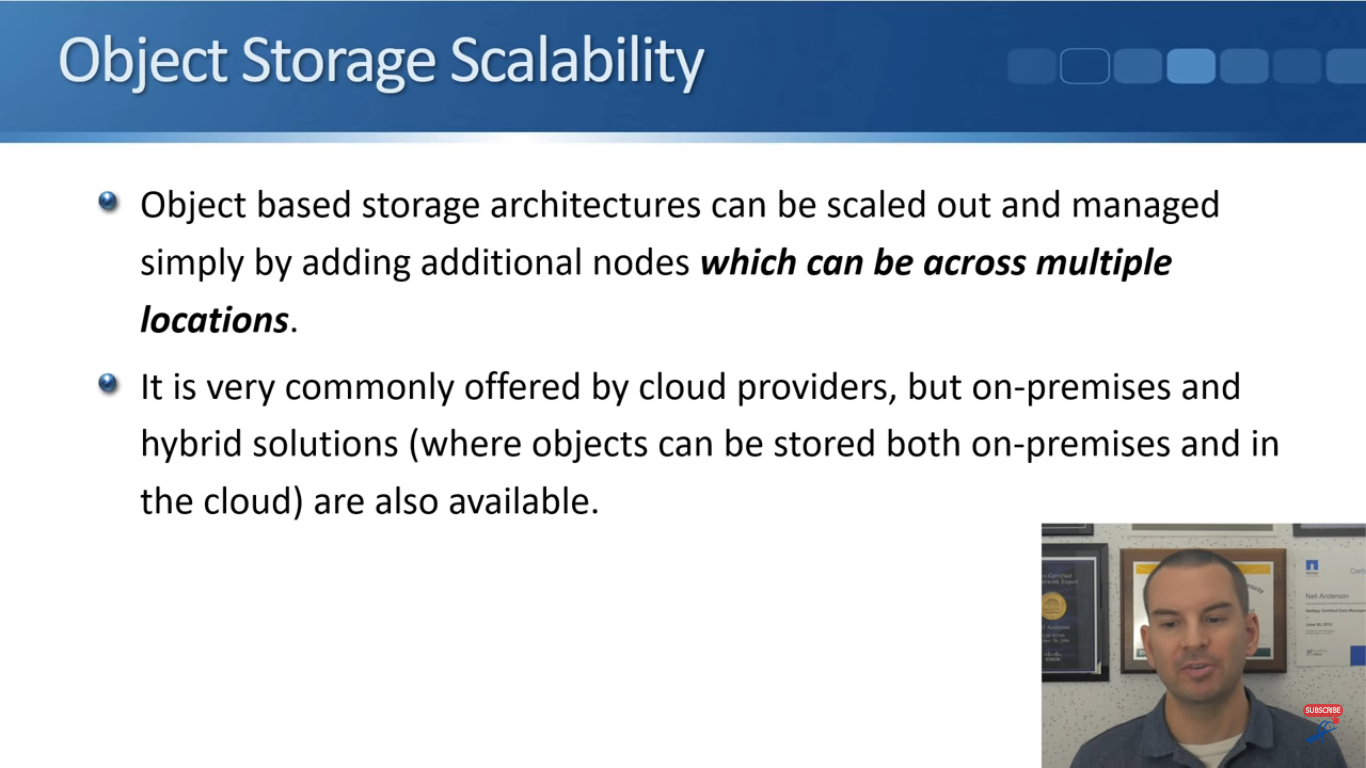 Object Storage Scalability
Object based storage architectures can be scaled out and managed
simply by adding additional nodes which can be across multiple
locations.
It is very commonly offered by cloud providers, but on-premises and
hybrid solutions (where objects can be stored both on-premises and in
the cloud) are also available.
Neil Anderson
SUBSCRIBE